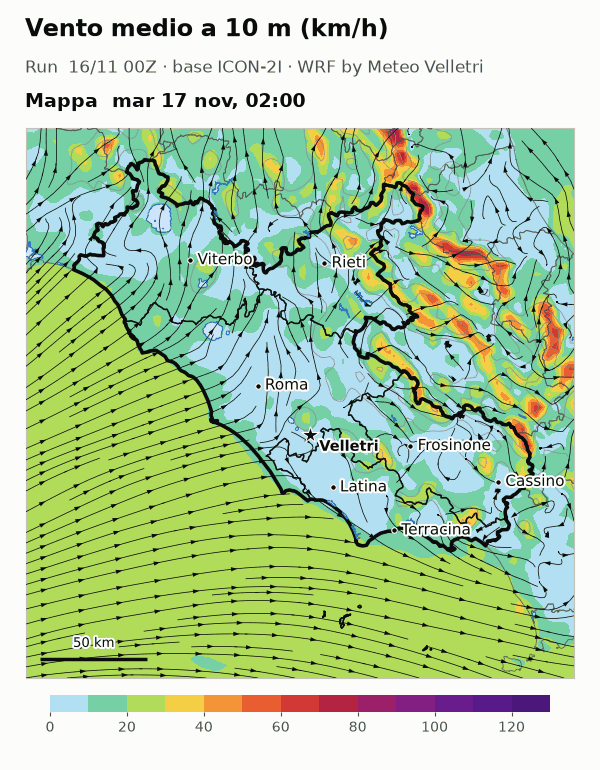 Vento medio a 10 m (km/h)
Run 16/11 00Z · base ICON-2I · WRF by Meteo Velletri
Mappa mar 17 nov, 02:00
Viterbo
Rieti
Roma
Velletri
Frosinone
Latina
Cassino
Terracina
50 km
0 20 40 60 80 100 120